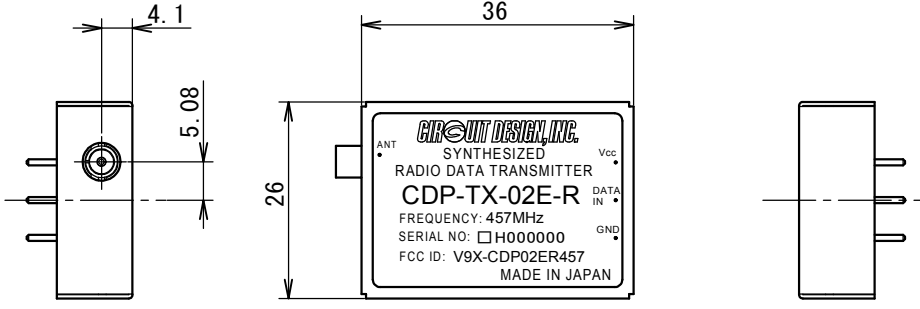 4.1
36
5.08
26
CIRCUIT DESIGN, INC.
ANT
SYNTHESIZED
Vcc
RADIO DATA TRANSMITTER
CDP-TX-02E-R
DATA
IN
FREQUENCY: 457MHz
GND
SERIAL NO: □H000000
FCC ID: V9X-CDP02ER457
MADE IN JAPAN